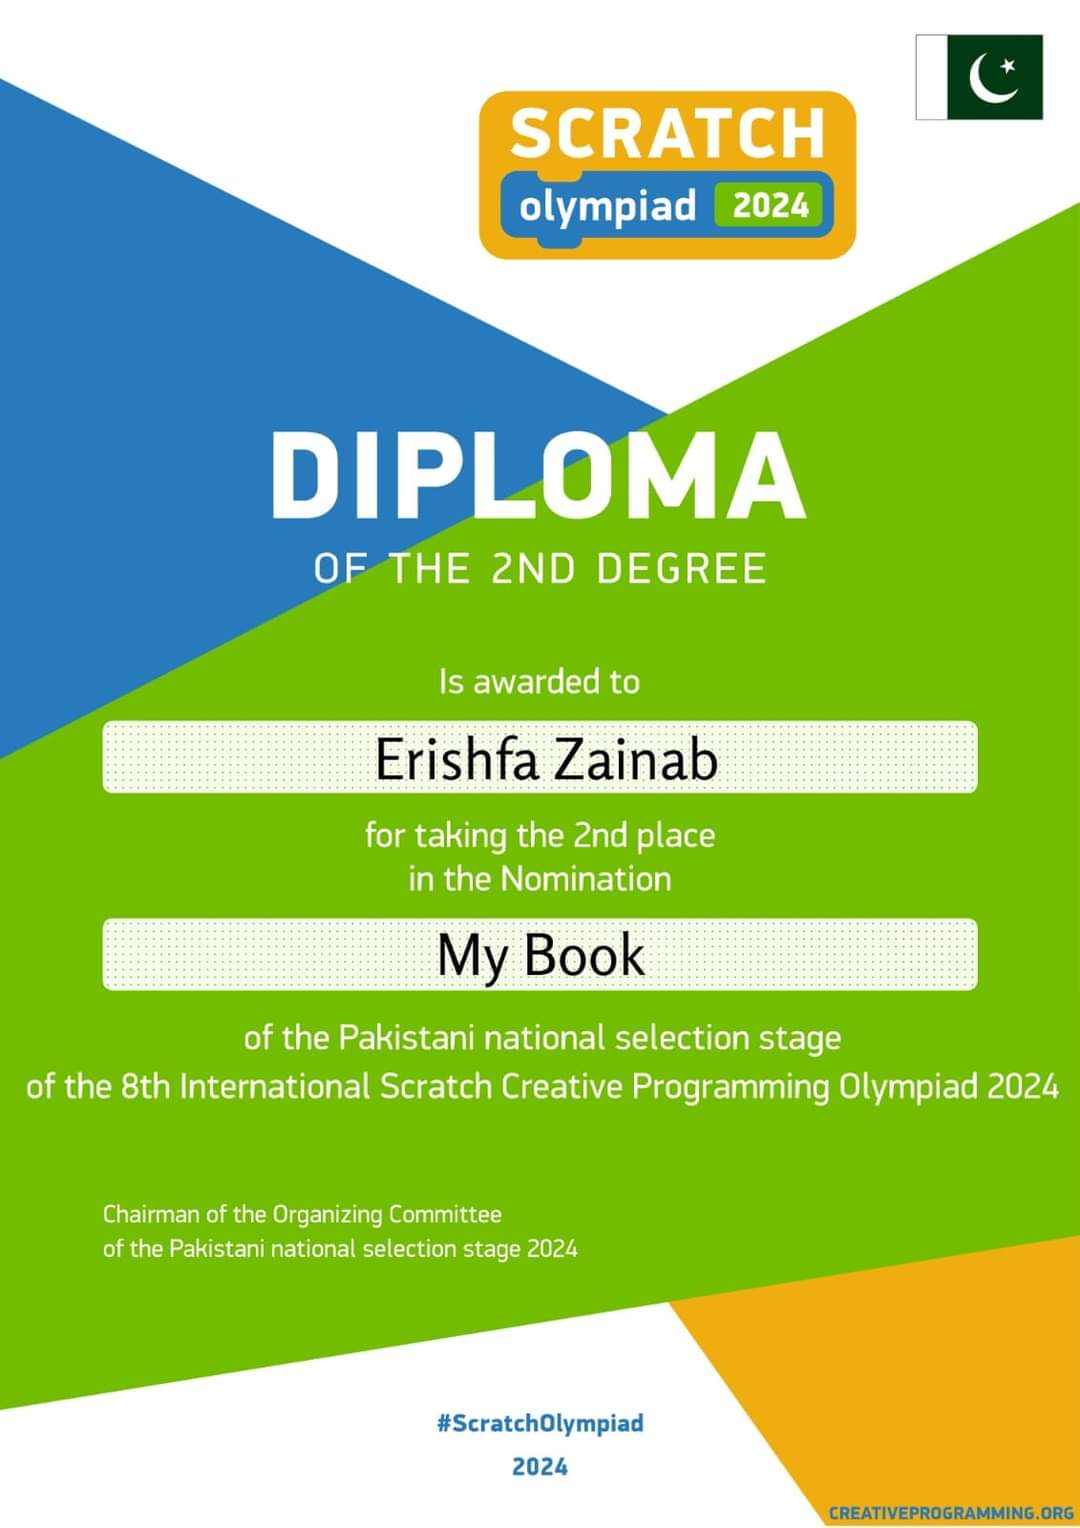 SCRATCH
olympiad 2024
DIPLOMA
OF THE 2ND DEGREE
Is awarded to
Erishfa Zainab
for taking the 2nd place
in the Nomination
My Book
of the Pakistani national selection stage
of the 8th International Scratch Creative Programming Olympiad 2024
Chairman of the Organizing Committee
of the Pakistani national selection stage 2024
#ScratchOlympiad
2024
CREATIVEPROGRAMMING.ORG